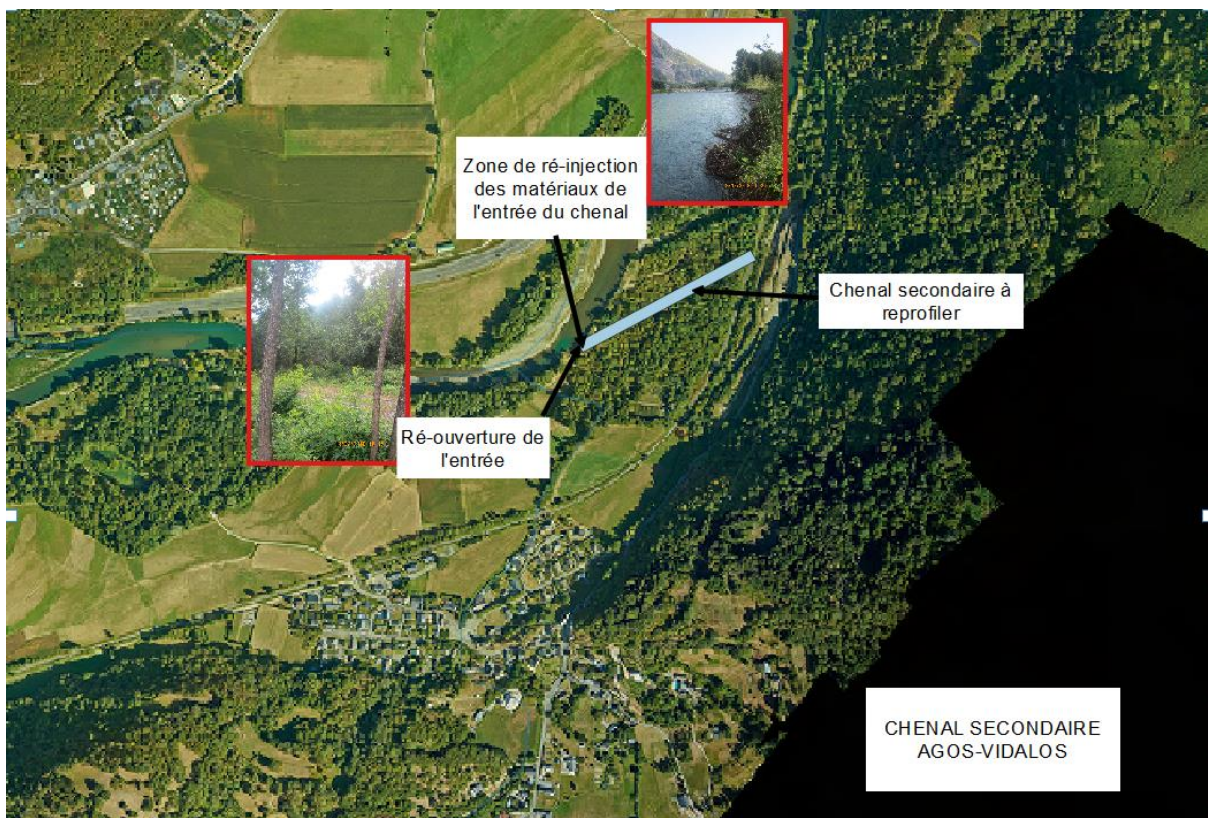 Zone de ré-injection
des matériaux de
l'entrée du chenal
Chenal secondaire à
reprofiler
Ré-ouverture de
l'entrée
CHENAL SECONDAIRE
AGOS-VIDALOS